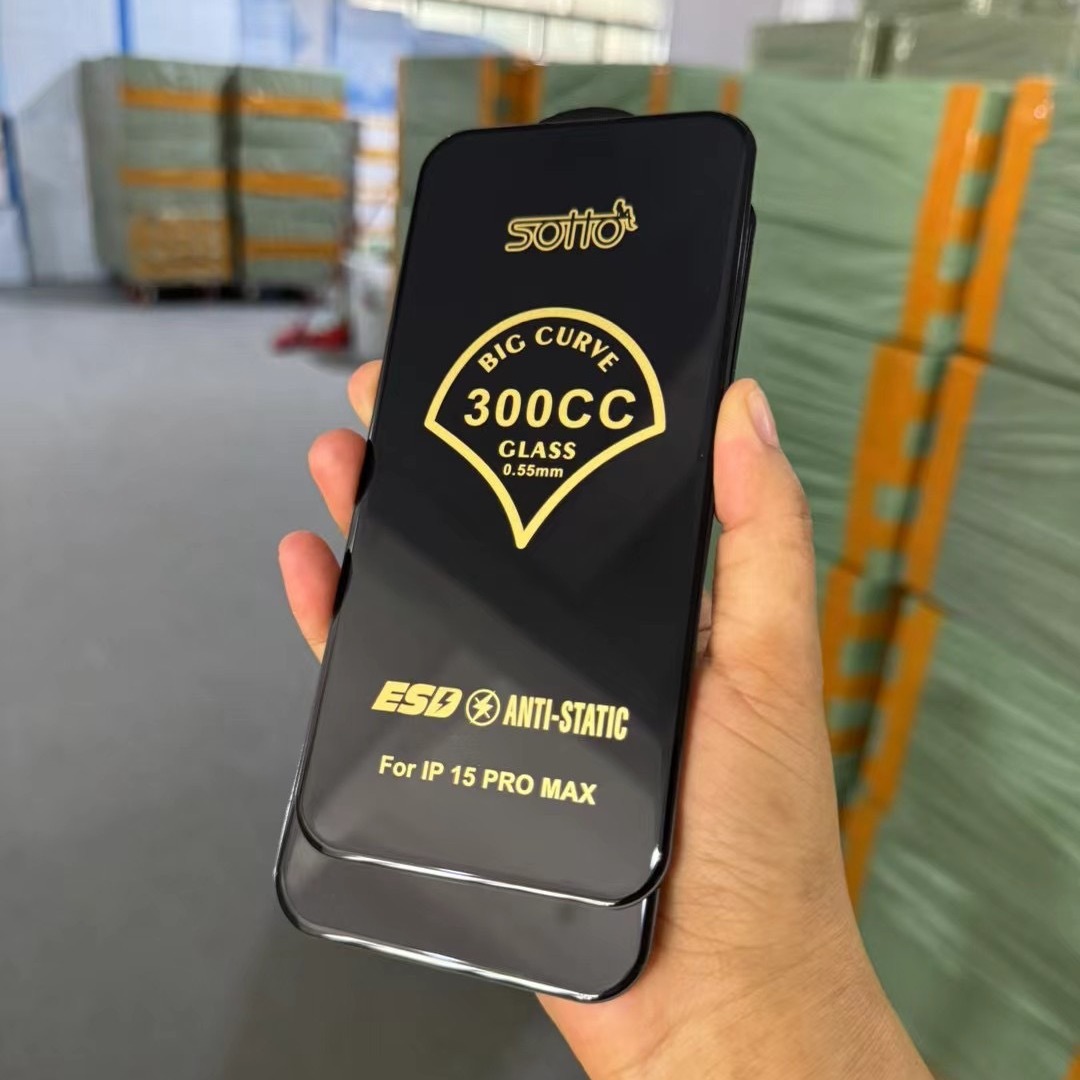 SOTTO
BIG CURVE
300CC
GLASS
0.55mm
ESD ANTI-STATIC
For IP 15 PRO MAX